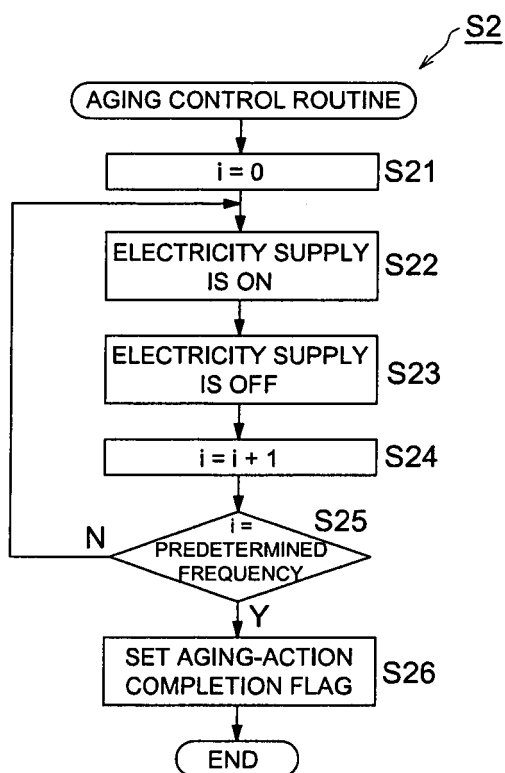 S2
AGING CONTROL ROUTINE
i = 0
S21
ELECTRICITY SUPPLY
IS ON
S22
ELECTRICITY SUPPLY
IS OFF
S23
i = i + 1
S24
i =
PREDETERMINED
FREQUENCY
S25
N
Y
SET AGING-ACTION
COMPLETION FLAG
S26
END